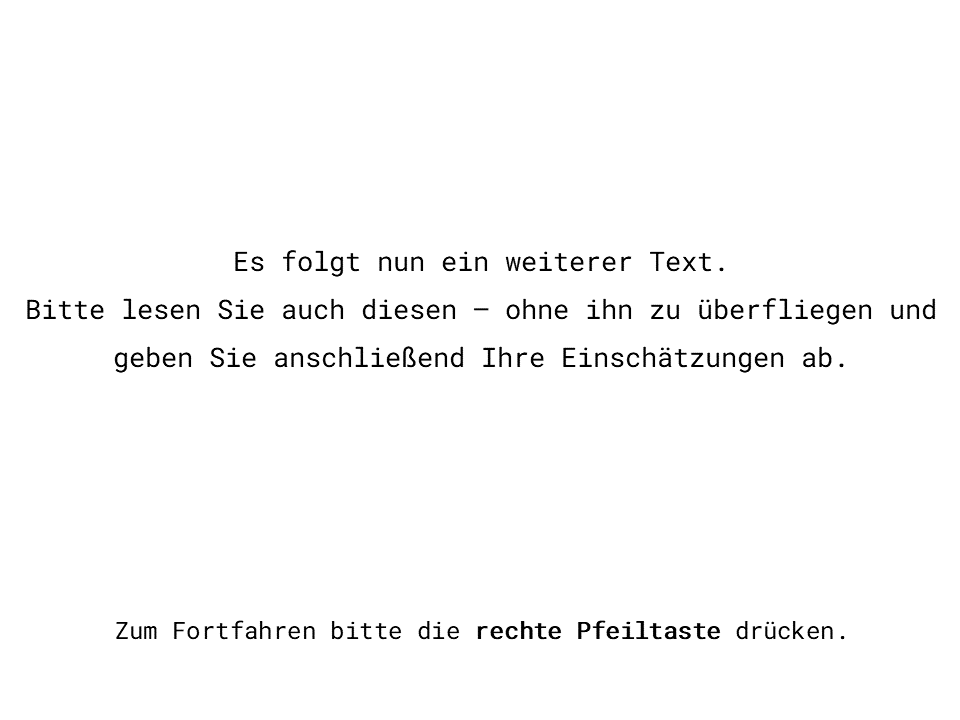 Es folgt nun ein weiterer Text.
Bitte lesen Sie auch diesen – ohne ihn zu überfliegen und
geben Sie anschließend Ihre Einschätzungen ab.
Zum Fortfahren bitte die rechte Pfeiltaste drücken.